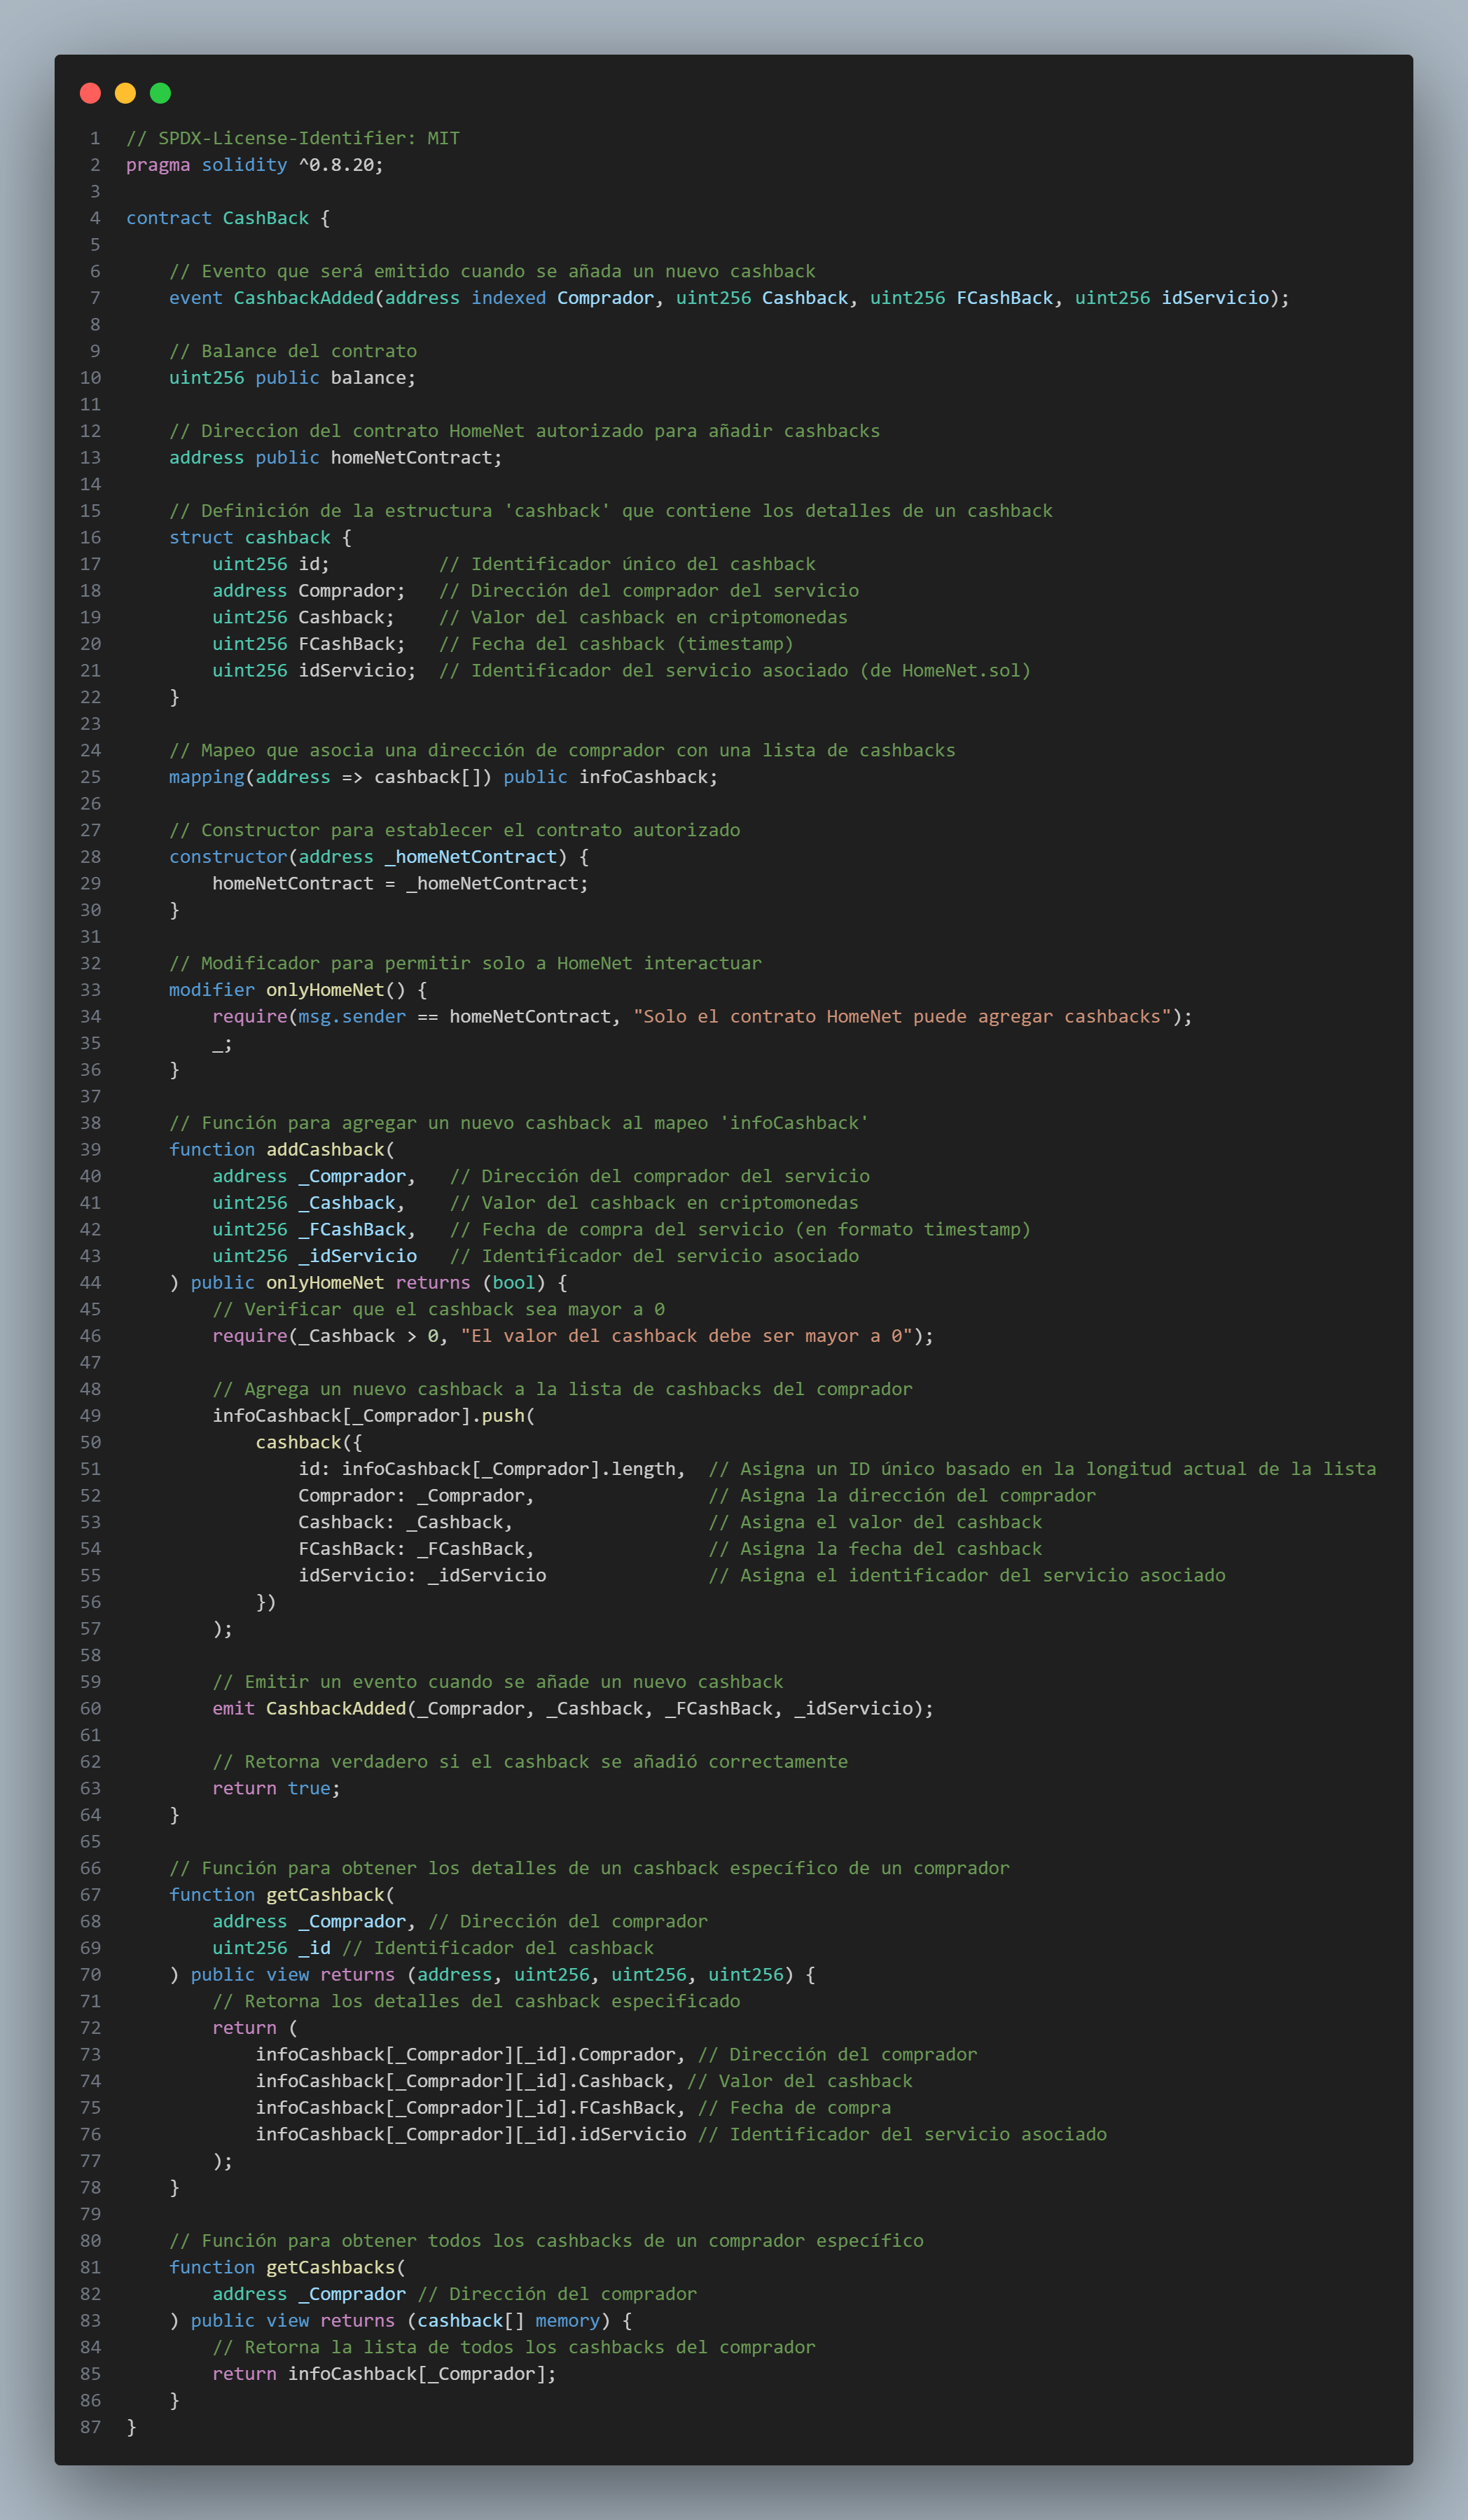 1 // SPDX-License-Identifier: MIT
2 pragma solidity ^0.8.20;
3
4 contract CashBack {
5
6     // Evento que será emitido cuando se añada un nuevo cashback
7     event CashbackAdded(address indexed Comprador, uint256 Cashback, uint256 FCashBack, uint256 idServicio);
8
9     // Balance del contrato
10     uint256 public balance;
11
12     // Direccion del contrato HomeNet autorizado para añadir cashbacks
13     address public homeNetContract;
14
15     // Definición de la estructura 'cashback' que contiene los detalles de un cashback
16     struct cashback {
17         uint256 id;          // Identificador único del cashback
18         address Comprador;   // Dirección del comprador del servicio
19         uint256 Cashback;    // Valor del cashback en criptomonedas
20         uint256 FCashBack;   // Fecha del cashback (timestamp)
21         uint256 idServicio;  // Identificador del servicio asociado (de HomeNet.sol)
22     }
23
24     // Mapeo que asocia una dirección de comprador con una lista de cashbacks
25     mapping(address => cashback[]) public infoCashback;
26
27     // Constructor para establecer el contrato autorizado
28     constructor(address _homeNetContract) {
29         homeNetContract = _homeNetContract;
30     }
31
32     // Modificador para permitir solo a HomeNet interactuar
33     modifier onlyHomeNet() {
34         require(msg.sender == homeNetContract, "Solo el contrato HomeNet puede agregar cashbacks");
35         _;
36     }
37
38     // Función para agregar un nuevo cashback al mapeo 'infoCashback'
39     function addCashback(
40         address _Comprador,   // Dirección del comprador del servicio
41         uint256 _Cashback,    // Valor del cashback en criptomonedas
42         uint256 _FCashBack,   // Fecha de compra del servicio (en formato timestamp)
43         uint256 _idServicio   // Identificador del servicio asociado
44     ) public onlyHomeNet returns (bool) {
45         // Verificar que el cashback sea mayor a 0
46         require(_Cashback > 0, "El valor del cashback debe ser mayor a 0");
47
48         // Agrega un nuevo cashback a la lista de cashbacks del comprador
49         infoCashback[_Comprador].push(
50             cashback({
51                 id: infoCashback[_Comprador].length,  // Asigna un ID único basado en la longitud actual de la lista
52                 Comprador: _Comprador,                // Asigna la dirección del comprador
53                 Cashback: _Cashback,                  // Asigna el valor del cashback
54                 FCashBack: _FCashBack,                // Asigna la fecha del cashback
55                 idServicio: _idServicio               // Asigna el identificador del servicio asociado
56             })
57         );
58
59         // Emitir un evento cuando se añade un nuevo cashback
60         emit CashbackAdded(_Comprador, _Cashback, _FCashBack, _idServicio);
61
62         // Retorna verdadero si el cashback se añadió correctamente
63         return true;
64     }
65
66     // Función para obtener los detalles de un cashback específico de un comprador
67     function getCashback(
68         address _Comprador, // Dirección del comprador
69         uint256 _id // Identificador del cashback
70     ) public view returns (address, uint256, uint256, uint256) {
71         // Retorna los detalles del cashback especificado
72         return (
73             infoCashback[_Comprador][_id].Comprador, // Dirección del comprador
74             infoCashback[_Comprador][_id].Cashback, // Valor del cashback
75             infoCashback[_Comprador][_id].FCashBack, // Fecha de compra
76             infoCashback[_Comprador][_id].idServicio // Identificador del servicio asociado
77         );
78     }
79
80     // Función para obtener todos los cashbacks de un comprador específico
81     function getCashbacks(
82         address _Comprador // Dirección del comprador
83     ) public view returns (cashback[] memory) {
84         // Retorna la lista de todos los cashbacks del comprador
85         return infoCashback[_Comprador];
86     }
87 }